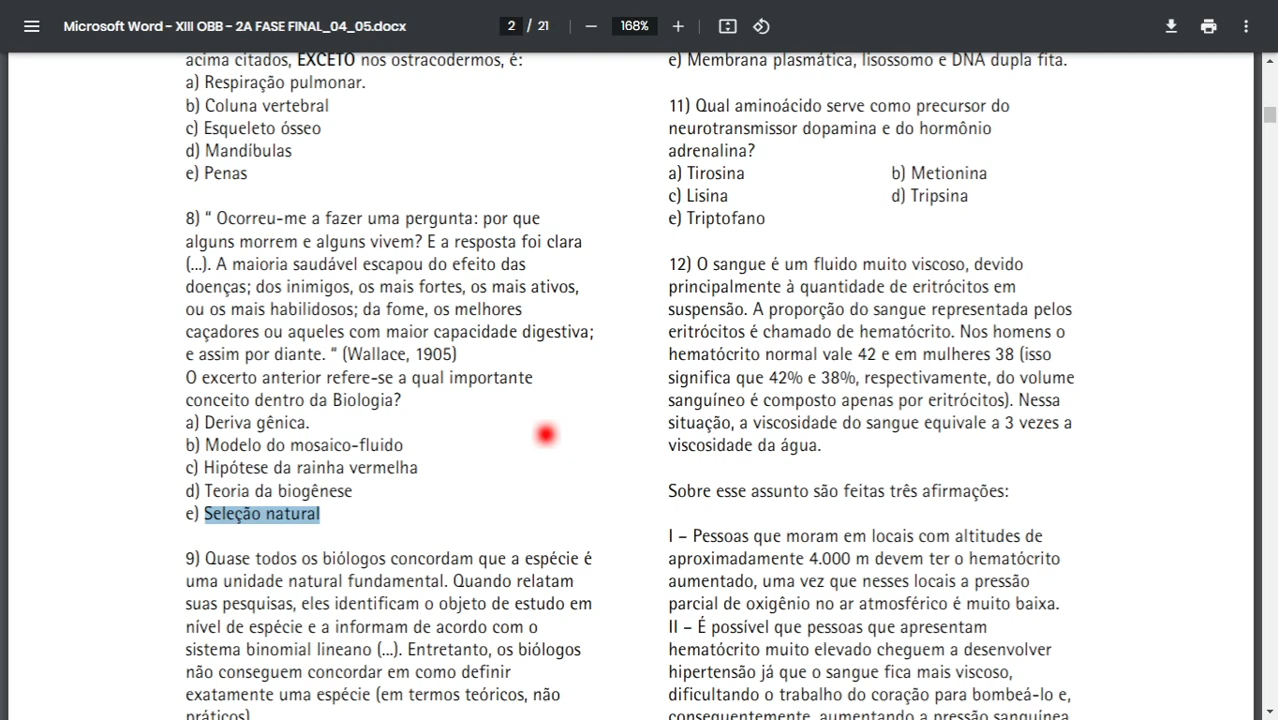 Microsoft Word - XIII OBB - 2A FASE FINAL_04_05.docx
2 / 21
168%
acima citados, EXCETO nos ostracodermos, é:
a) Respiração pulmonar.
b) Coluna vertebral
c) Esqueleto ósseo
d) Mandíbulas
e) Penas
8) “ Ocorreu-me a fazer uma pergunta: por que
alguns morrem e alguns vivem? E a resposta foi clara
(...). A maioria saudável escapou do efeito das
doenças; dos inimigos, os mais fortes, os mais ativos,
ou os mais habilidosos; da fome, os melhores
caçadores ou aqueles com maior capacidade digestiva;
e assim por diante. “ (Wallace, 1905)
O excerto anterior refere-se a qual importante
conceito dentro da Biologia?
a) Deriva gênica.
b) Modelo do mosaico-fluido
c) Hipótese da rainha vermelha
d) Teoria da biogênese
e) Seleção natural
9) Quase todos os biólogos concordam que a espécie é
uma unidade natural fundamental. Quando relatam
suas pesquisas, eles identificam o objeto de estudo em
nível de espécie e a informam de acordo com o
sistema binomial lineano (...). Entretanto, os biólogos
não conseguem concordar em como definir
exatamente uma espécie (em termos teóricos, não
práticos)
e) Membrana plasmática, lisossomo e DNA dupla fita.
11) Qual aminoácido serve como precursor do
neurotransmissor dopamina e do hormônio
adrenalina?
a) Tirosina b) Metionina
c) Lisina d) Tripsina
e) Triptofano
12) O sangue é um fluido muito viscoso, devido
principalmente à quantidade de eritrócitos em
suspensão. A proporção do sangue representada pelos
eritrócitos é chamado de hematócrito. Nos homens o
hematócrito normal vale 42 e em mulheres 38 (isso
significa que 42% e 38%, respectivamente, do volume
sanguíneo é composto apenas por eritrócitos). Nessa
situação, a viscosidade do sangue equivale a 3 vezes a
viscosidade da água.
Sobre esse assunto são feitas três afirmações:
I – Pessoas que moram em locais com altitudes de
aproximadamente 4.000 m devem ter o hematócrito
aumentado, uma vez que nesses locais a pressão
parcial de oxigênio no ar atmosférico é muito baixa.
II – É possível que pessoas que apresentam
hematócrito muito elevado cheguem a desenvolver
hipertensão já que o sangue fica mais viscoso,
dificultando o trabalho do coração para bombeá-lo e,
consequentemente, aumentando a pressão sanguínea